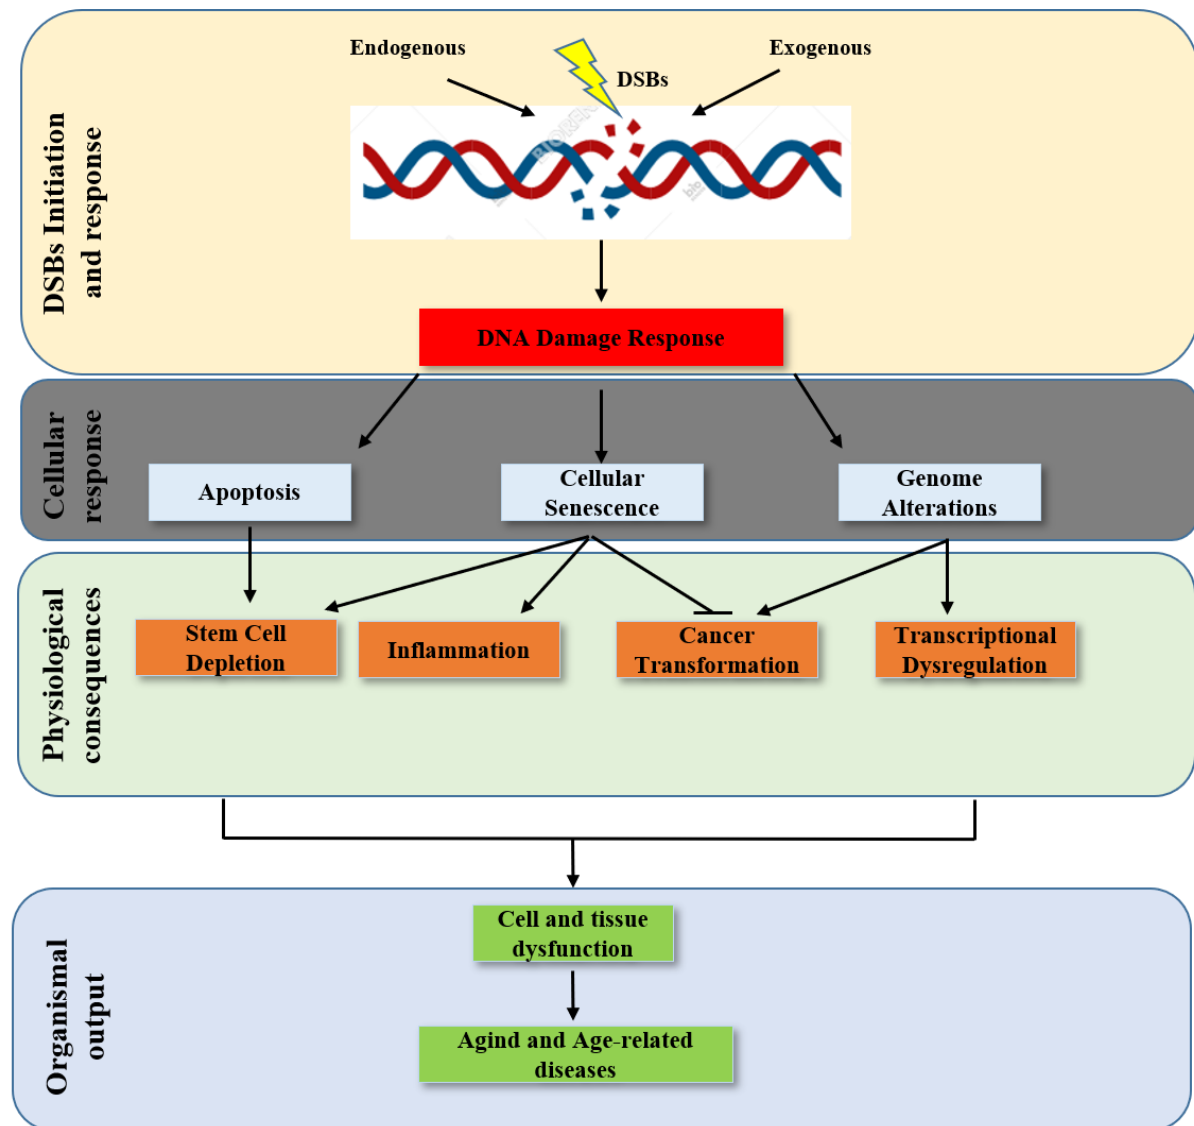 Endogenous
Exogenous
DSBs
DSBs Initiation
and response
DNA Damage Response
Cellular
response
Apoptosis
Cellular
Senescence
Genome
Alterations
Physiological
consequences
Stem Cell
Depletion
Inflammation
Cancer
Transformation
Transcriptional
Dysregulation
Organismal
output
Cell and tissue
dysfunction
Agind and Age-related
diseases